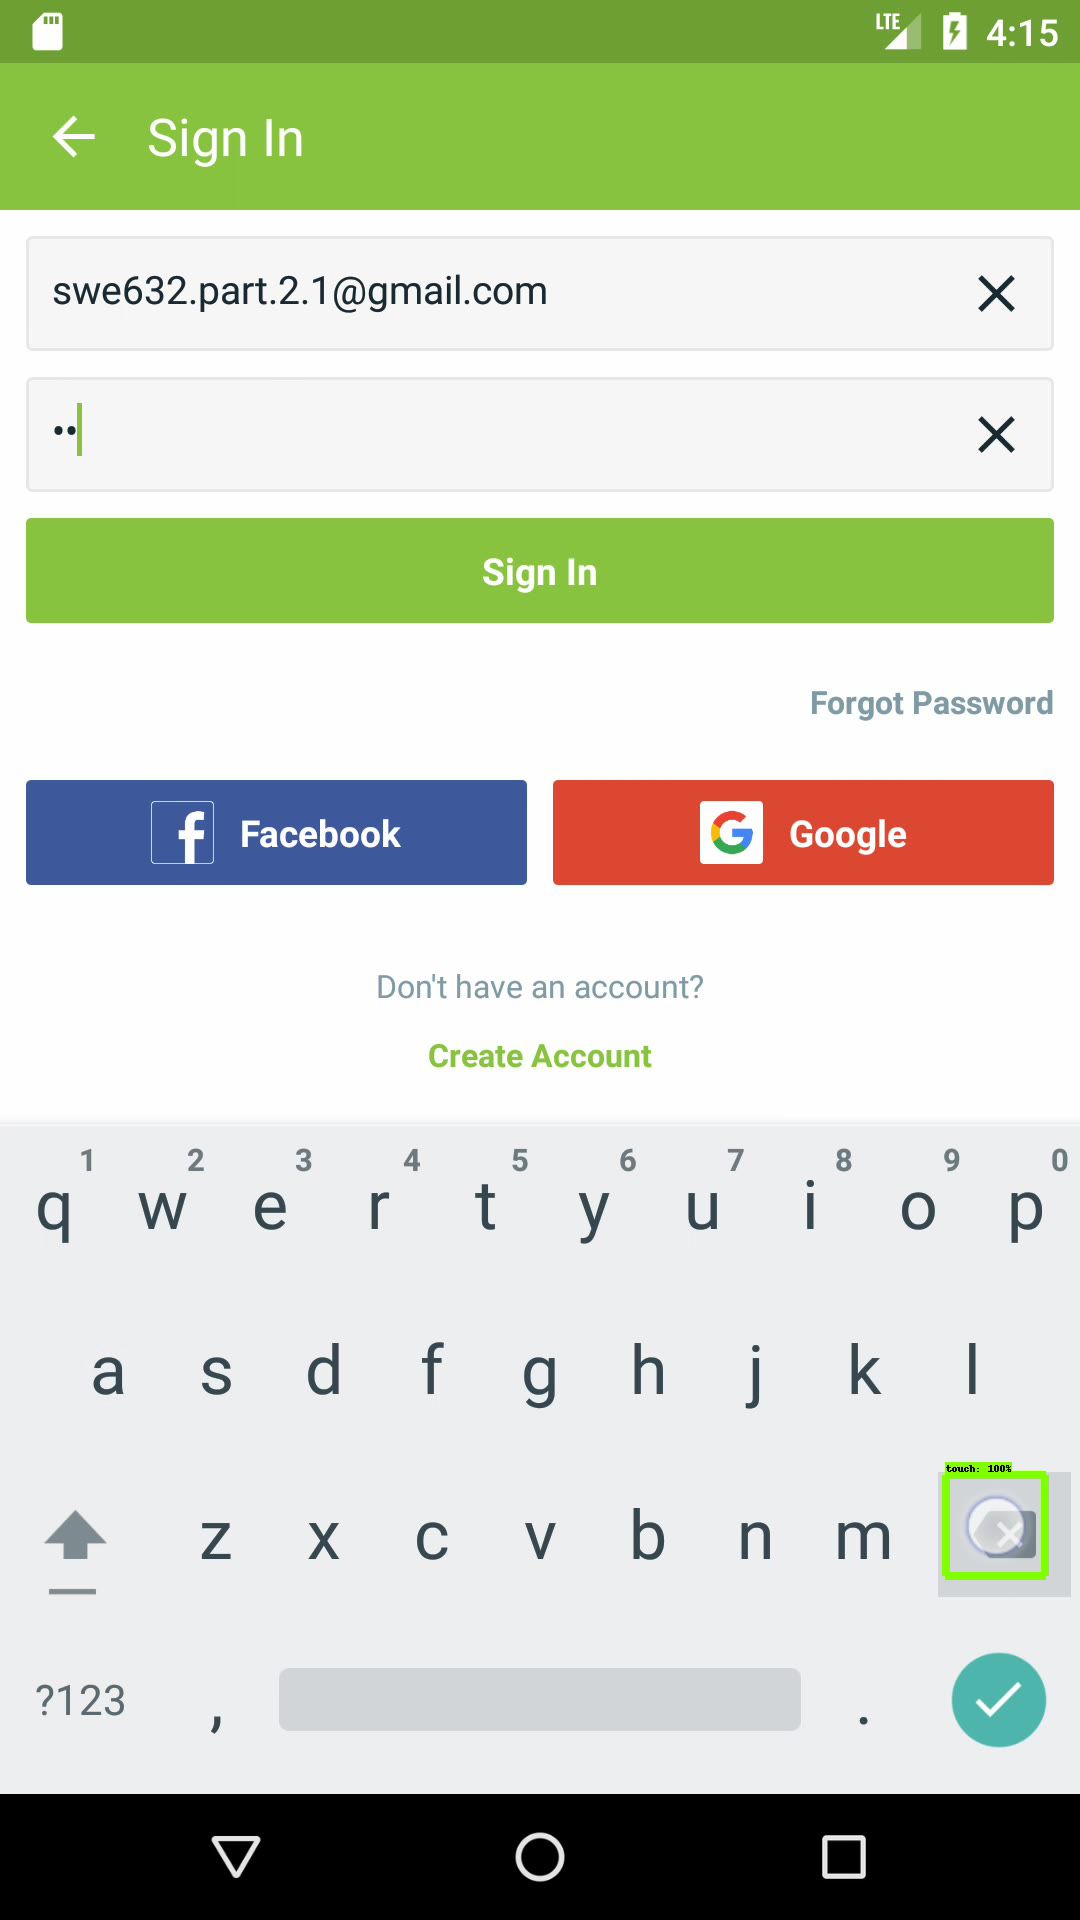 LTE 4:15
Sign In
swe632.part.2.1@gmail.com
••
Sign In
Forgot Password
Facebook
Google
Don't have an account?
Create Account
1 2 3 4 5 6 7 8 9 0
q w e r t y u i o p
a s d f g h j k l
touch: 100%
z x c v b n m
?123 , .